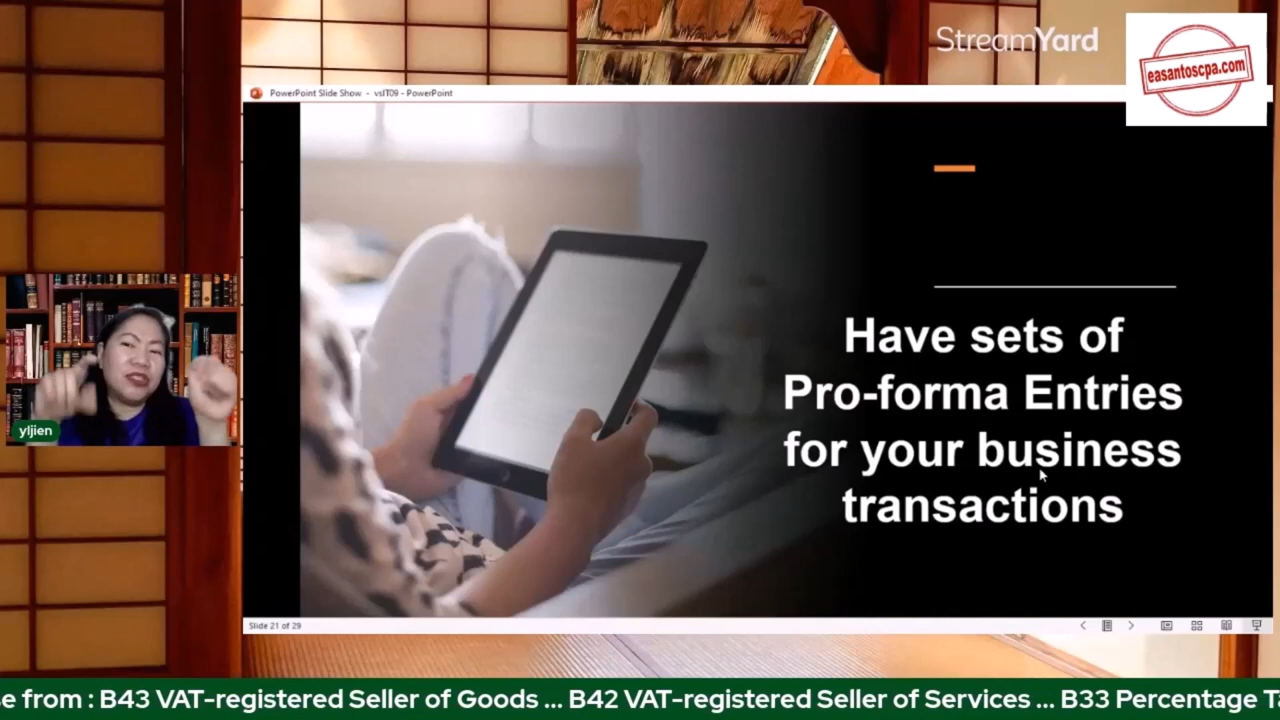 StreamYard
easantoscpa.com
PowerPoint Slide Show - vsIT09 - PowerPoint
Have sets of
Pro-forma Entries
for your business
transactions
yljien
Slide 21 of 29
e from : B43 VAT-registered Seller of Goods ... B42 VAT-registered Seller of Services ... B33 Percentage Ta